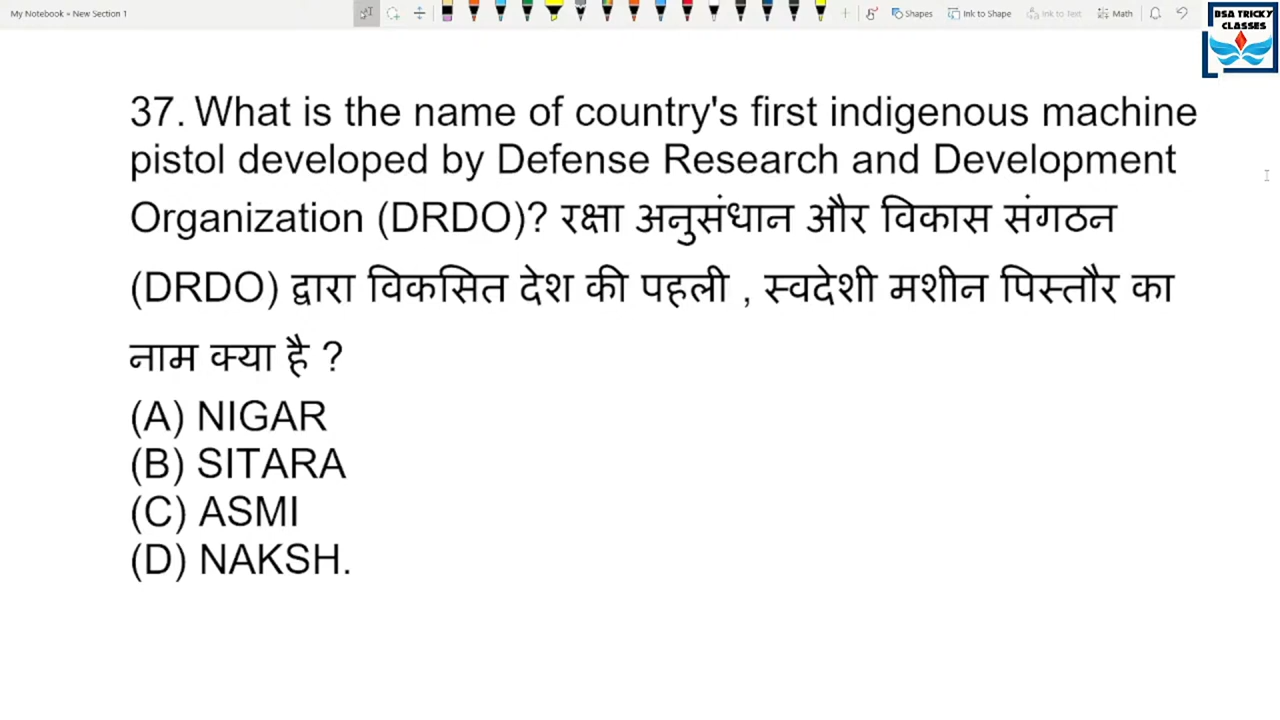 My Notebook » New Section 1
Shapes Ink to Shape Ink to Text Math
BSA TRICKY
CLASSES
37. What is the name of country's first indigenous machine
pistol developed by Defense Research and Development
Organization (DRDO)? रक्षा अनुसंधान और विकास संगठन
(DRDO) द्वारा विकसित देश की पहली , स्वदेशी मशीन पिस्तौर का
नाम क्या है ?
(A) NIGAR
(B) SITARA
(C) ASMI
(D) NAKSH.